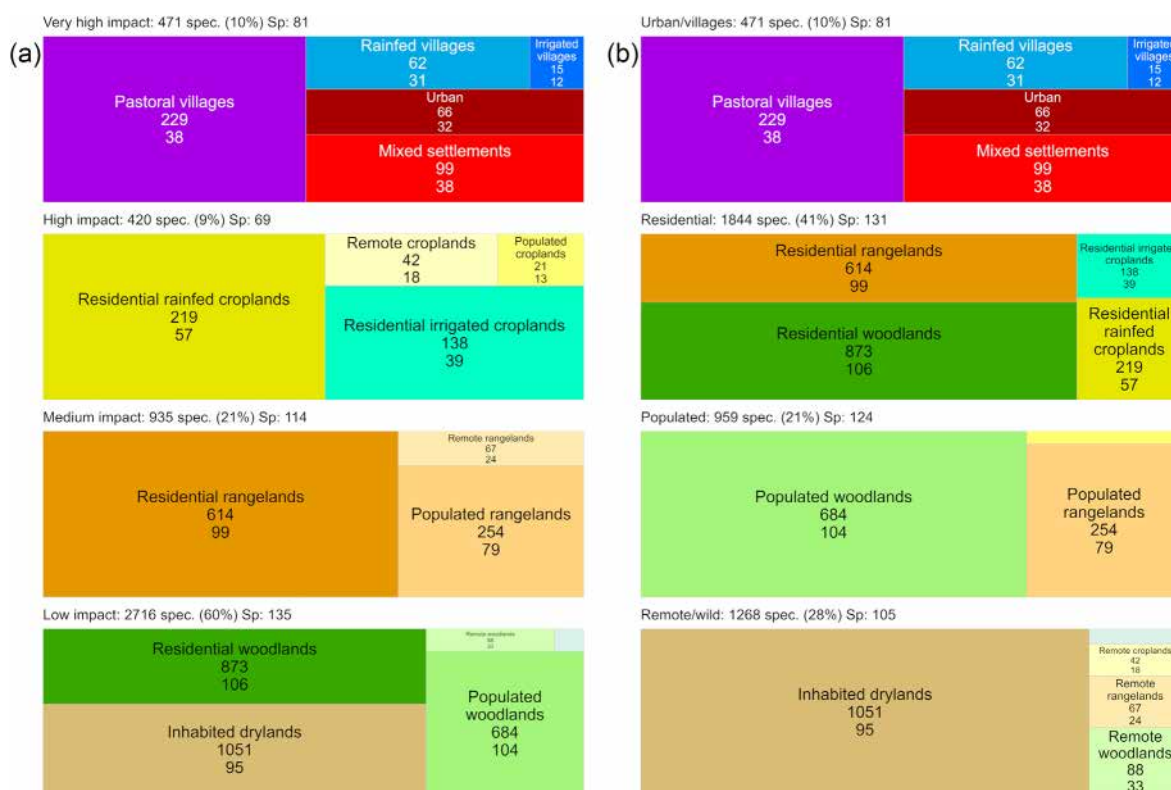 (a)
Very high impact: 471 spec. (10%) Sp: 81
Pastoral villages
229
38
Rainfed villages
62
31
Irrigated
villages
15
12
Urban
66
32
Mixed settlements
99
38
High impact: 420 spec. (9%) Sp: 69
Residential rainfed croplands
219
57
Remote croplands
42
18
Populated
croplands
21
13
Residential irrigated croplands
138
39
Medium impact: 935 spec. (21%) Sp: 114
Residential rangelands
614
99
Remote rangelands
67
24
Populated rangelands
254
79
Low impact: 2716 spec. (60%) Sp: 135
Residential woodlands
873
106
Inhabited drylands
1051
95
Remote woodlands
88
33
Populated
woodlands
684
104
(b)
Urban/villages: 471 spec. (10%) Sp: 81
Pastoral villages
229
38
Rainfed villages
62
31
Irrigated
villages
15
12
Urban
66
32
Mixed settlements
99
38
Residential: 1844 spec. (41%) Sp: 131
Residential rangelands
614
99
Residential woodlands
873
106
Residential irrigate
croplands
138
39
Residential
rainfed
croplands
219
57
Populated: 959 spec. (21%) Sp: 124
Populated woodlands
684
104
Populated
rangelands
254
79
Remote/wild: 1268 spec. (28%) Sp: 105
Inhabited drylands
1051
95
Remote croplands
42
18
Remote
rangelands
67
24
Remote
woodlands
88
33